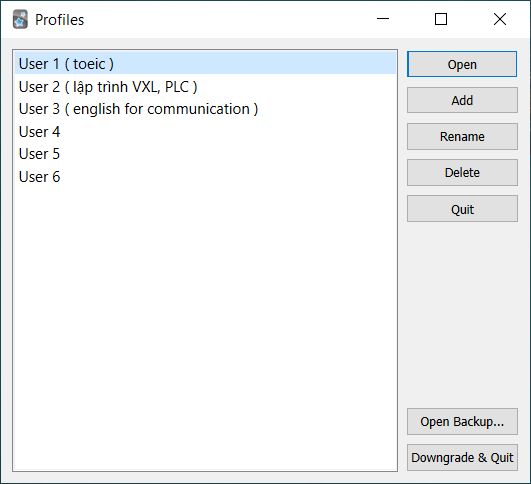 Profiles
User 1 ( toeic )
User 2 ( lập trình VXL, PLC )
User 3 ( english for communication )
User 4
User 5
User 6
Open
Add
Rename
Delete
Quit
Open Backup...
Downgrade & Quit